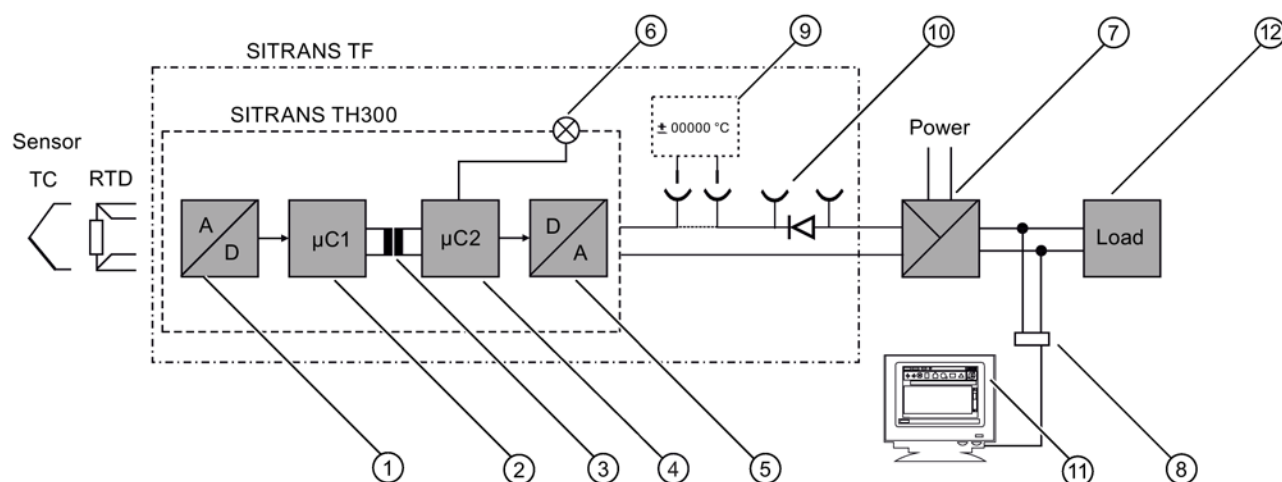 ⑥ ⑨ ⑩ ⑦ ⑫
SITRANS TF
SITRANS TH300
± 00000 °C
Power
Sensor
TC RTD
A
D
µC1
µC2
D
A
Load
① ② ③ ④ ⑤ ⑪ ⑧